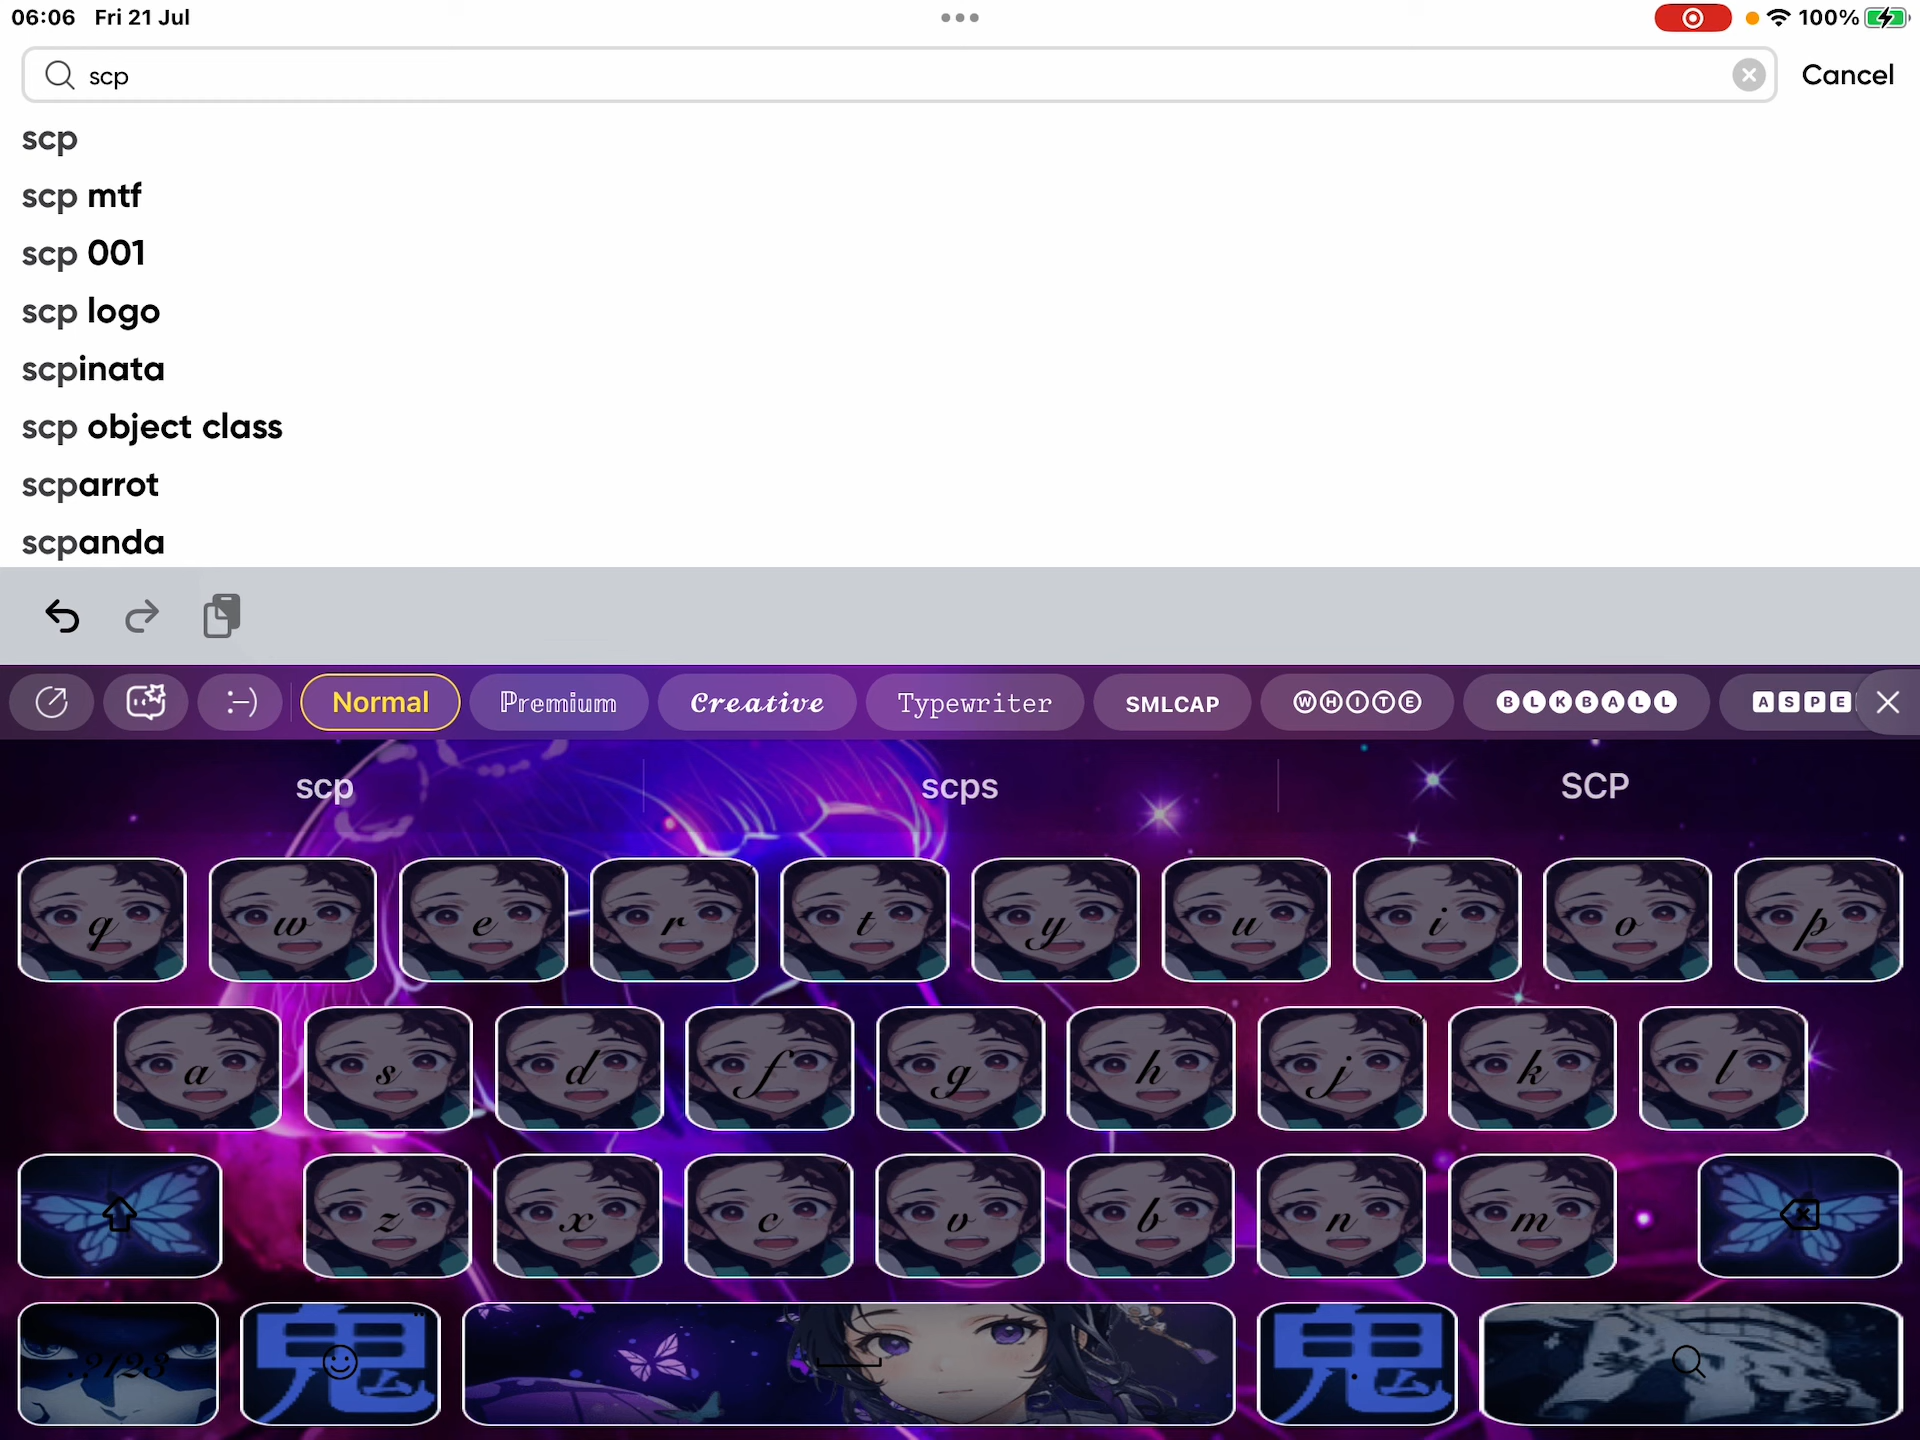 06:06 Fri 21 Jul
100%
scp
Cancel
scp
scp mtf
scp 001
scp logo
scpinata
scp object class
scparrot
scpanda
:-) Normal Premium Creative Typewriter SMLCAP WHITE BLKBALL ASPE
scp scps SCP
q w e r t y u i o p
a s d f g h j k l
z x c v b n m
.?123 鬼 鬼 .